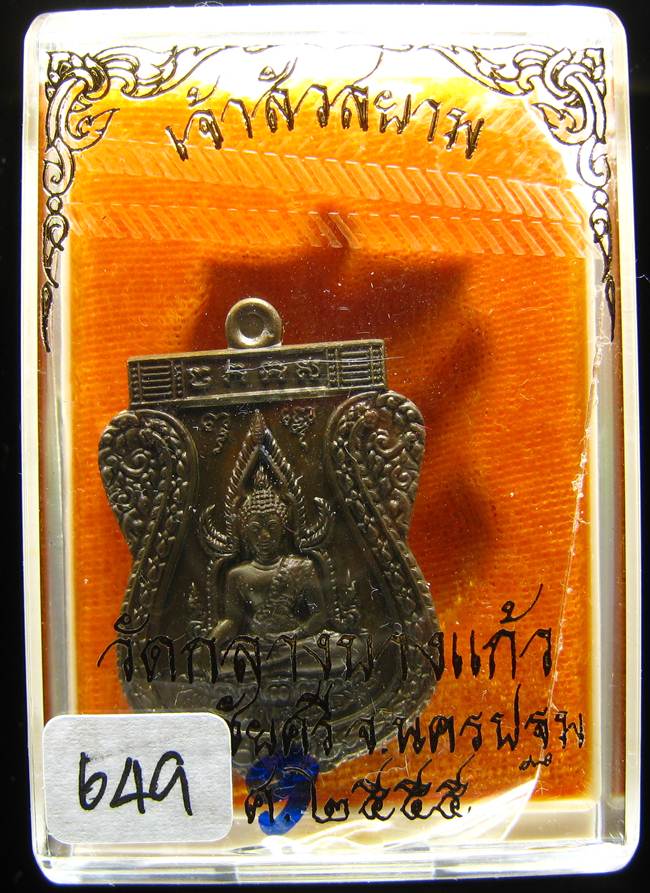 เจ้าสัวสยาม
วัดกลางบางแก้ว
ชัยศรี จ.นครปฐม
๒๕๕๕
649